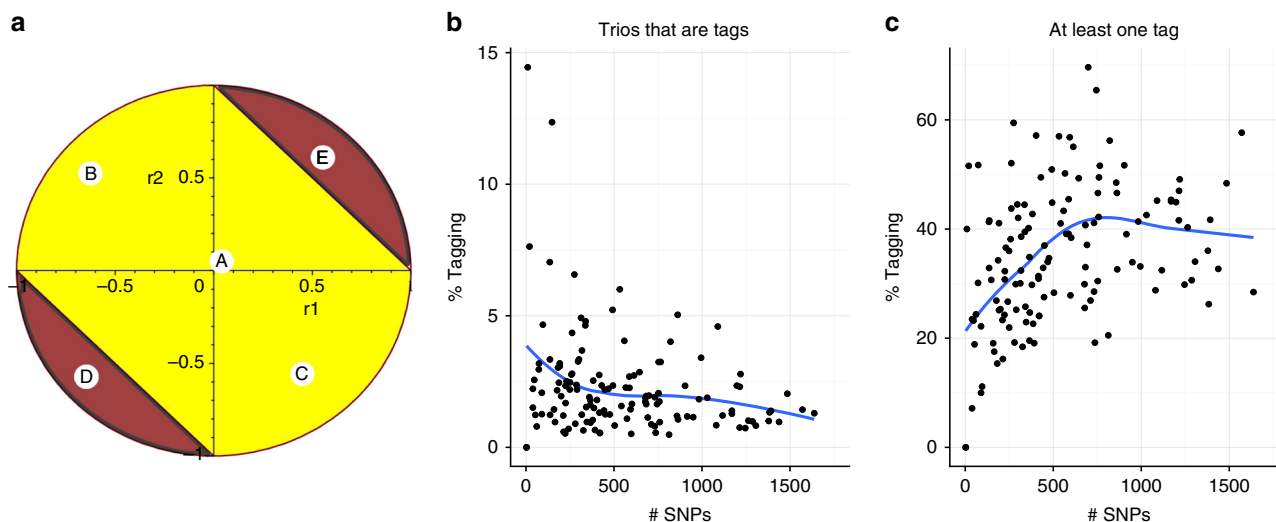 a
B
E
r2
0.5
A
−1
−0.5
0
0.5
1
r1
−0.5
D
C
−1
b
Trios that are tags
15
10
5
0
% Tagging
0
500
1000
1500
# SNPs
c
At least one tag
60
40
20
0
% Tagging
0
500
1000
1500
# SNPs